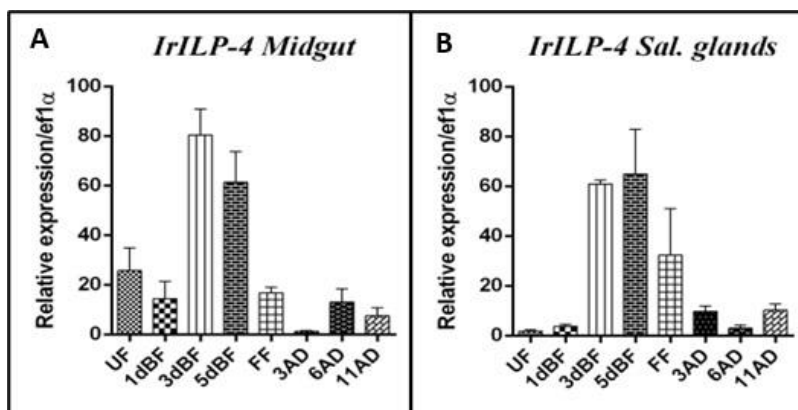 A
IrILP-4 Midgut
Relative expression/ef1α
100
80
60
40
20
0
UF
1dBF
3dBF
5dBF
FF
3AD
6AD
11AD
B
IrILP-4 Sal. glands
Relative expression/ef1α
100
80
60
40
20
0
UF
1dBF
3dBF
5dBF
FF
3AD
6AD
11AD